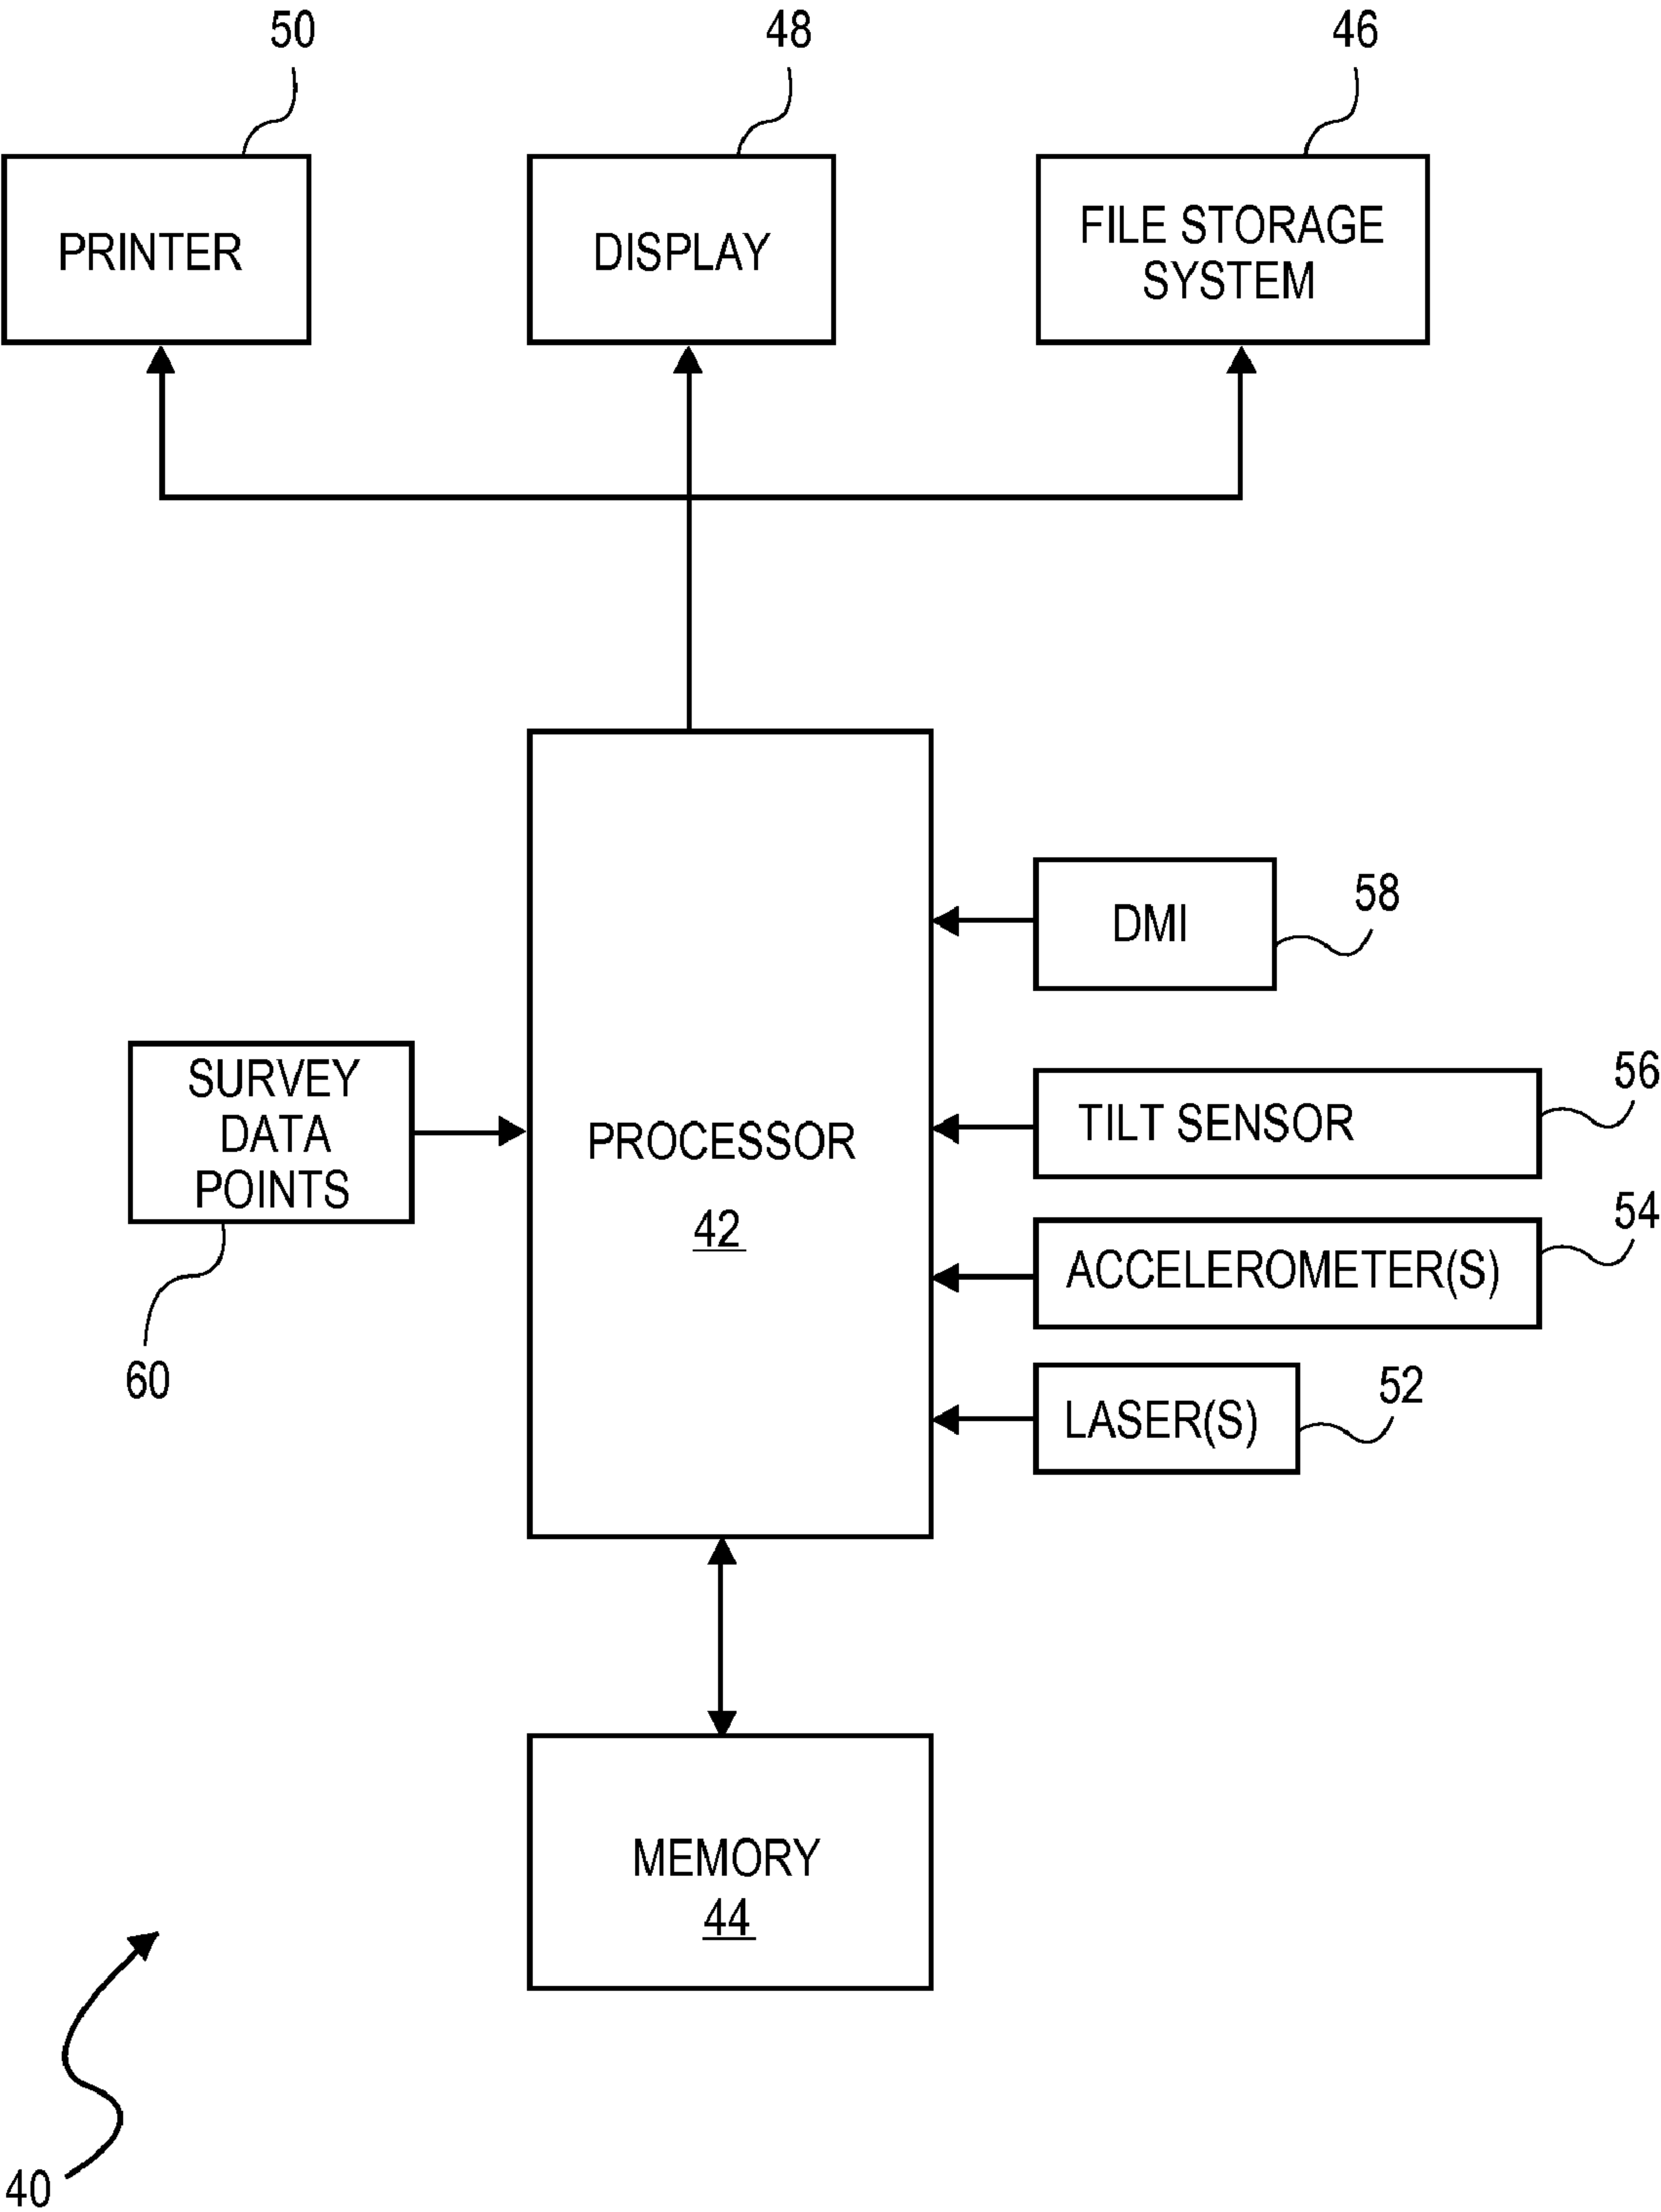 50
48
46
PRINTER
DISPLAY
FILE STORAGE
SYSTEM
DMI
58
SURVEY
DATA
POINTS
60
PROCESSOR
42
TILT SENSOR
56
ACCELEROMETER(S)
54
LASER(S)
52
MEMORY
44
40